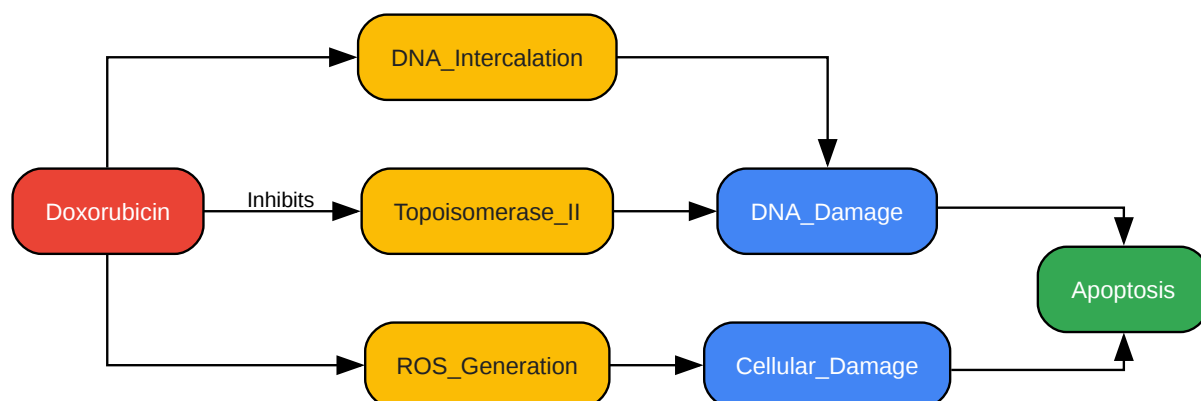 DNA_Intercalation
Doxorubicin
Inhibits
Topoisomerase_II
DNA_Damage
Apoptosis
ROS_Generation
Cellular_Damage